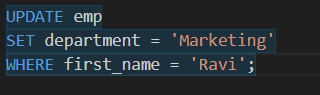 UPDATE emp
SET department = 'Marketing'
WHERE first_name = 'Ravi';